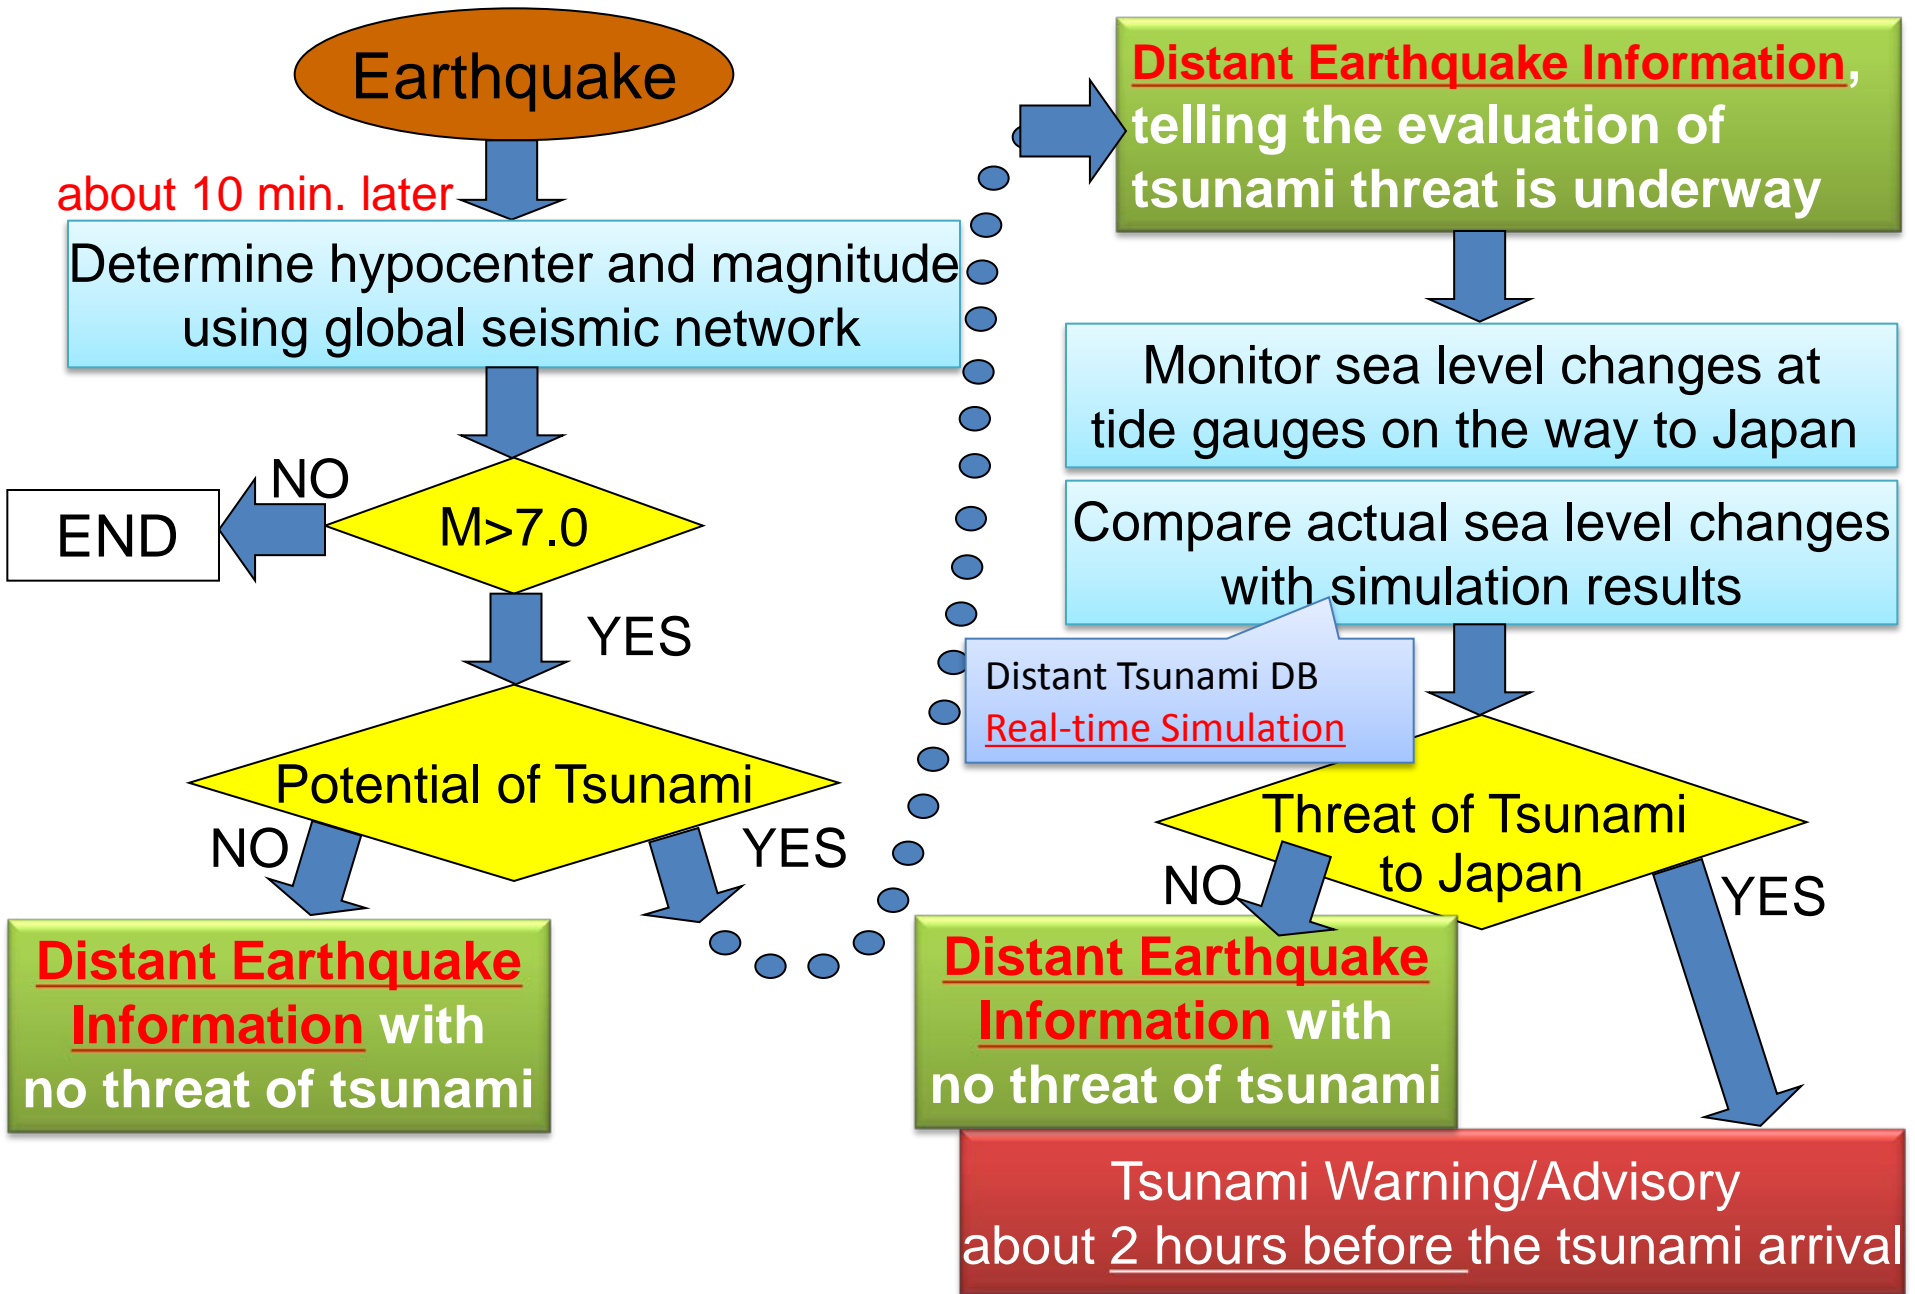 Earthquake
about 10 min. later
Determine hypocenter and magnitude
using global seismic network
NO
END
M>7.0
YES
Potential of Tsunami
NO
YES
Distant Earthquake
Information with
no threat of tsunami
Distant Earthquake Information,
telling the evaluation of
tsunami threat is underway
Monitor sea level changes at
tide gauges on the way to Japan
Compare actual sea level changes
with simulation results
Distant Tsunami DB
Real-time Simulation
Threat of Tsunami
to Japan
NO
YES
Distant Earthquake
Information with
no threat of tsunami
Tsunami Warning/Advisory
about 2 hours before the tsunami arrival